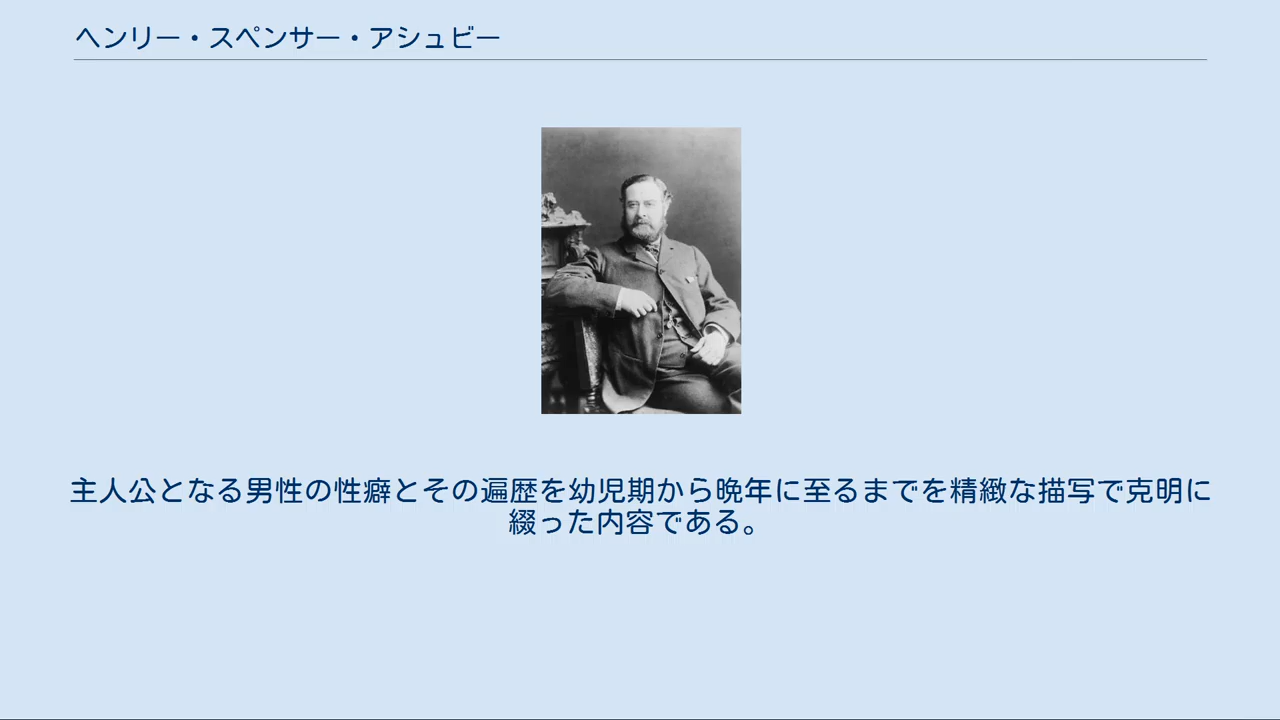 ヘンリー・スペンサー・アシュビー
主人公となる男性の性癖とその遍歴を幼児期から晩年に至るまでを精緻な描写で克明に
綴った内容である。